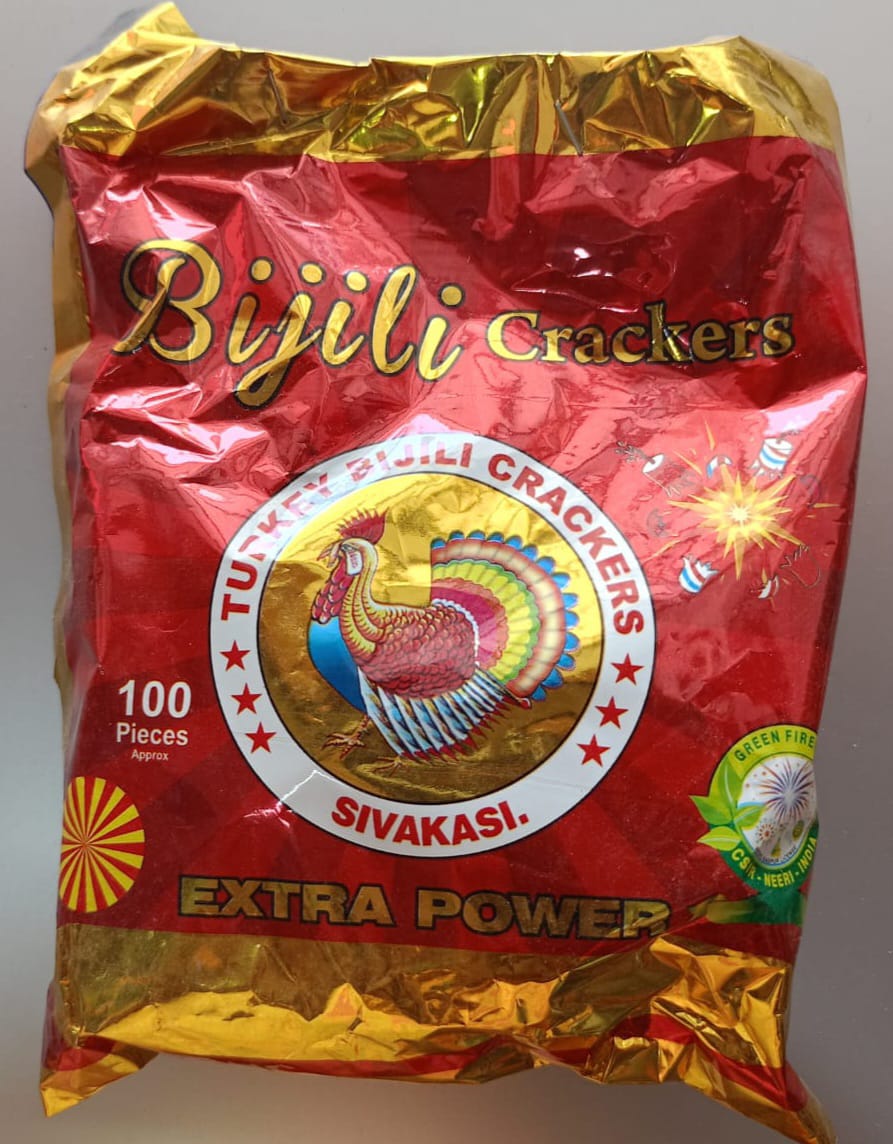 Bijili Crackers
TURKEY BIJILI CRACKERS
SIVAKASI.
100
Pieces
Approx
GREEN FIRE
CSIR - NEERI - INDIA
EXTRA POWER